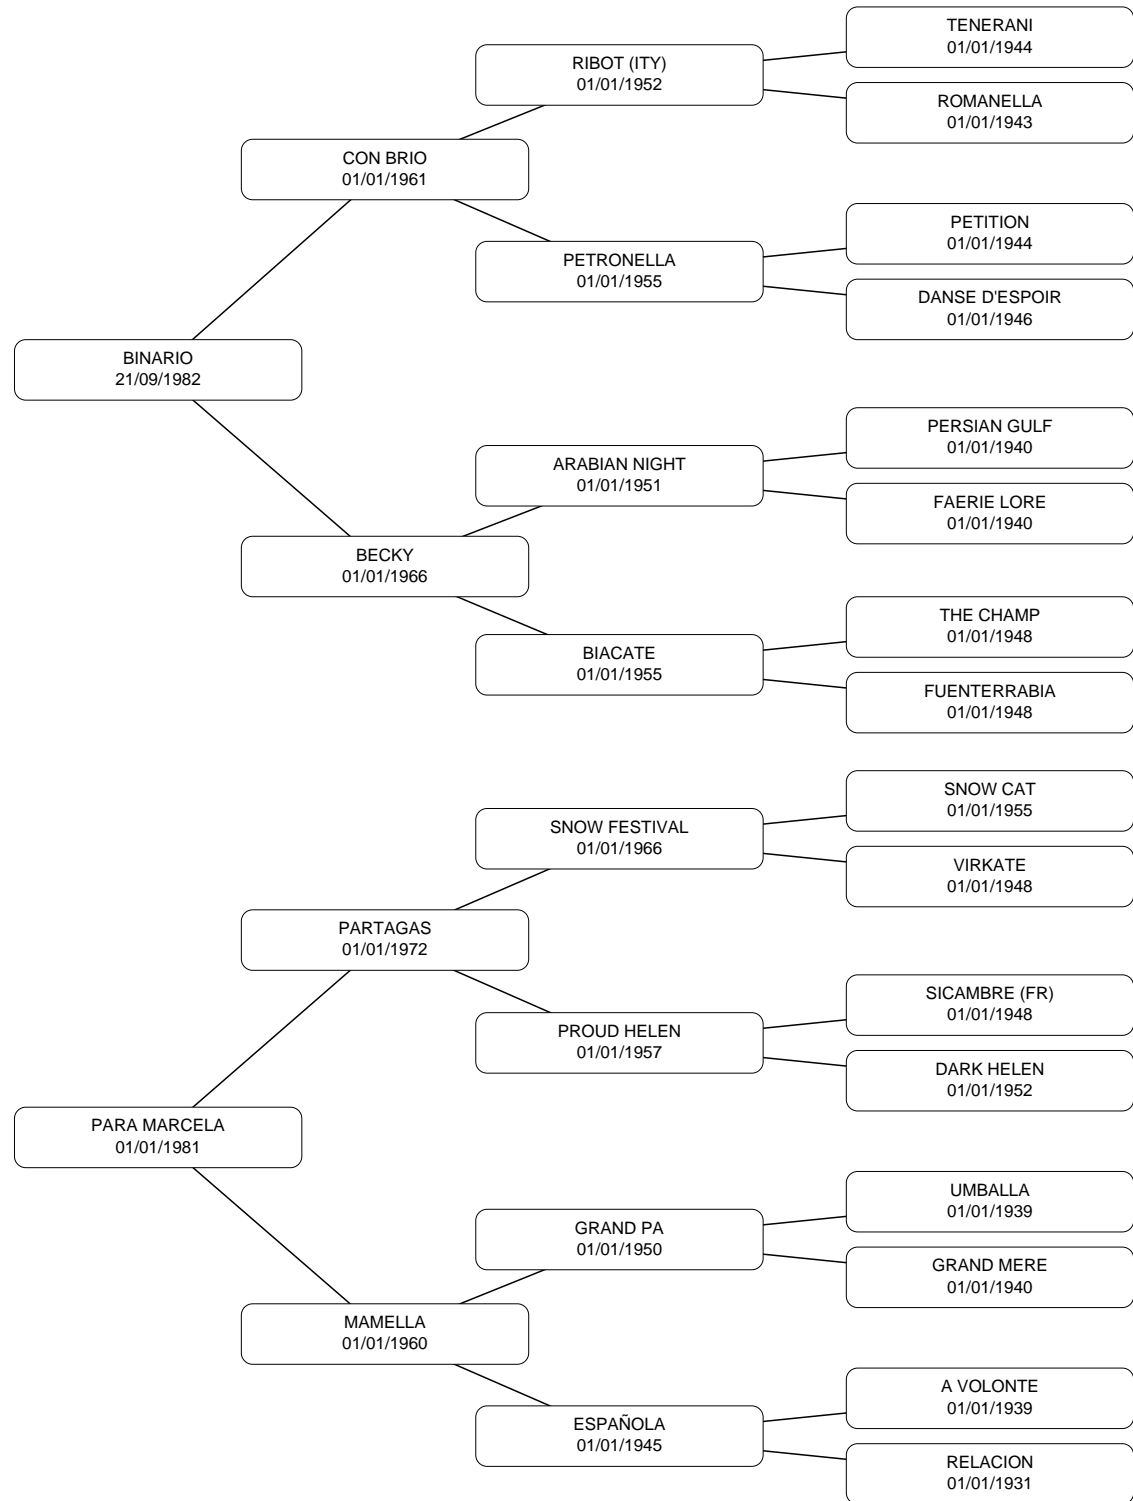 TENERANI
01/01/1944
RIBOT (ITY)
01/01/1952
ROMANELLA
01/01/1943
CON BRIO
01/01/1961
PETITION
01/01/1944
PETRONELLA
01/01/1955
DANSE D'ESPOIR
01/01/1946
BINARIO
21/09/1982
PERSIAN GULF
01/01/1940
ARABIAN NIGHT
01/01/1951
FAERIE LORE
01/01/1940
BECKY
01/01/1966
THE CHAMP
01/01/1948
BIACATE
01/01/1955
FUENTERRABIA
01/01/1948
SNOW CAT
01/01/1955
SNOW FESTIVAL
01/01/1966
VIRKATE
01/01/1948
PARTAGAS
01/01/1972
SICAMBRE (FR)
01/01/1948
PROUD HELEN
01/01/1957
DARK HELEN
01/01/1952
PARA MARCELA
01/01/1981
UMBALLA
01/01/1939
GRAND PA
01/01/1950
GRAND MERE
01/01/1940
MAMELLA
01/01/1960
A VOLONTE
01/01/1939
ESPAÑOLA
01/01/1945
RELACION
01/01/1931